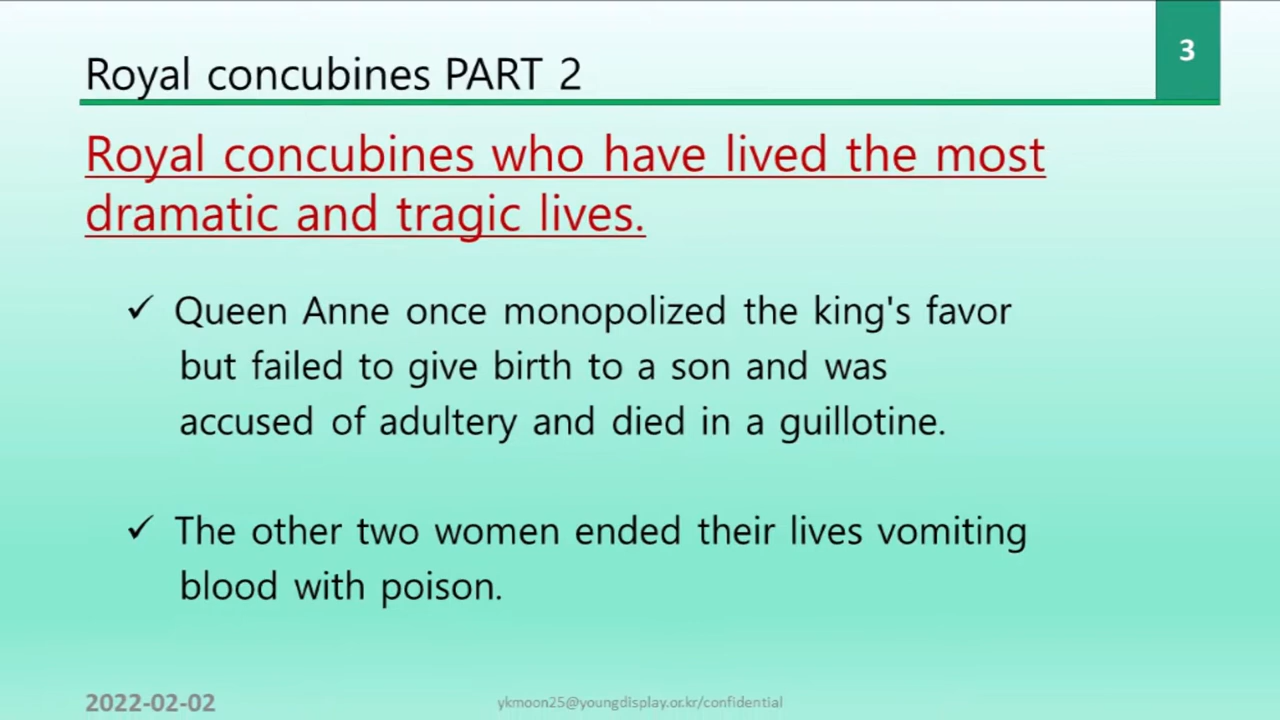 3
Royal concubines PART 2
Royal concubines who have lived the most
dramatic and tragic lives.
✓ Queen Anne once monopolized the king's favor
but failed to give birth to a son and was
accused of adultery and died in a guillotine.
✓ The other two women ended their lives vomiting
blood with poison.
2022-02-02
ykmoon25@youngdisplay.or.kr/confidential